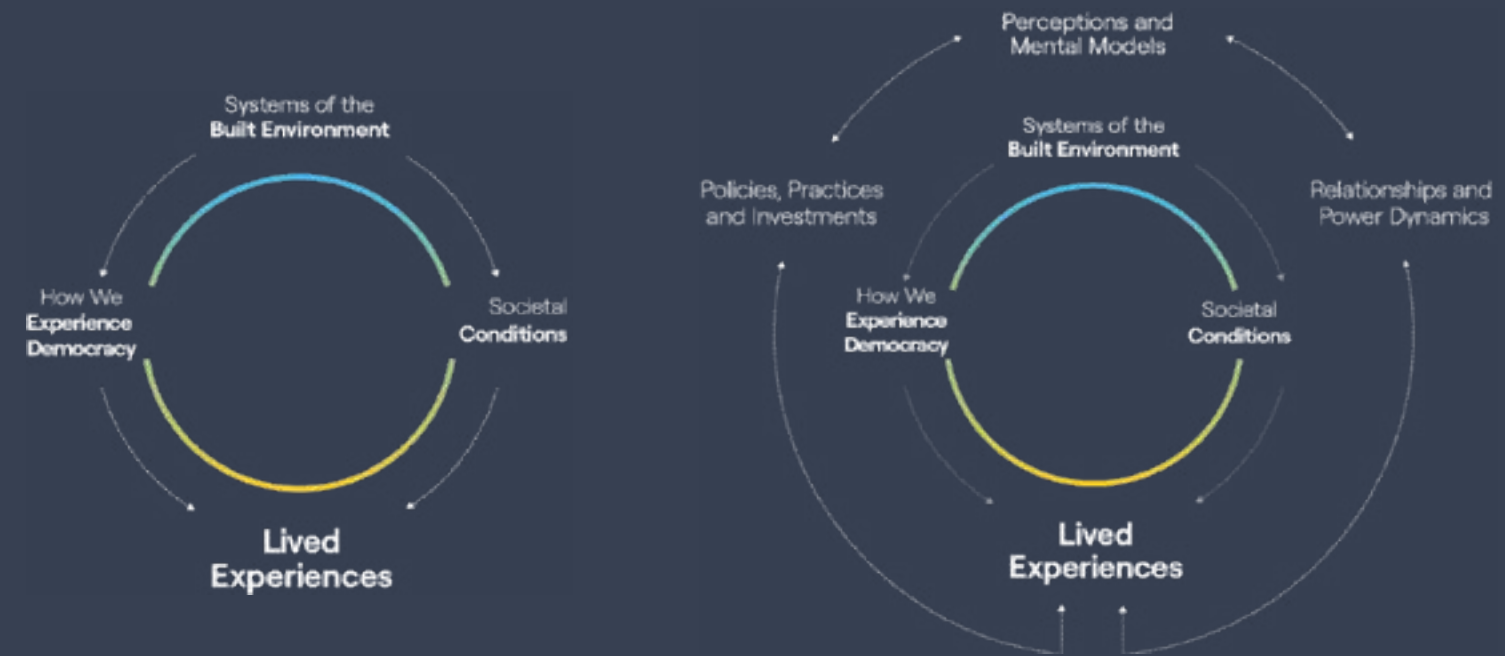 Systems of the
Built Environment
How We
Experience
Democracy
Societal
Conditions
Lived
Experiences
Perceptions and
Mental Models
Systems of the
Built Environment
Policies, Practices
and Investments
Relationships and
Power Dynamics
How We
Experience
Democracy
Societal
Conditions
Lived
Experiences